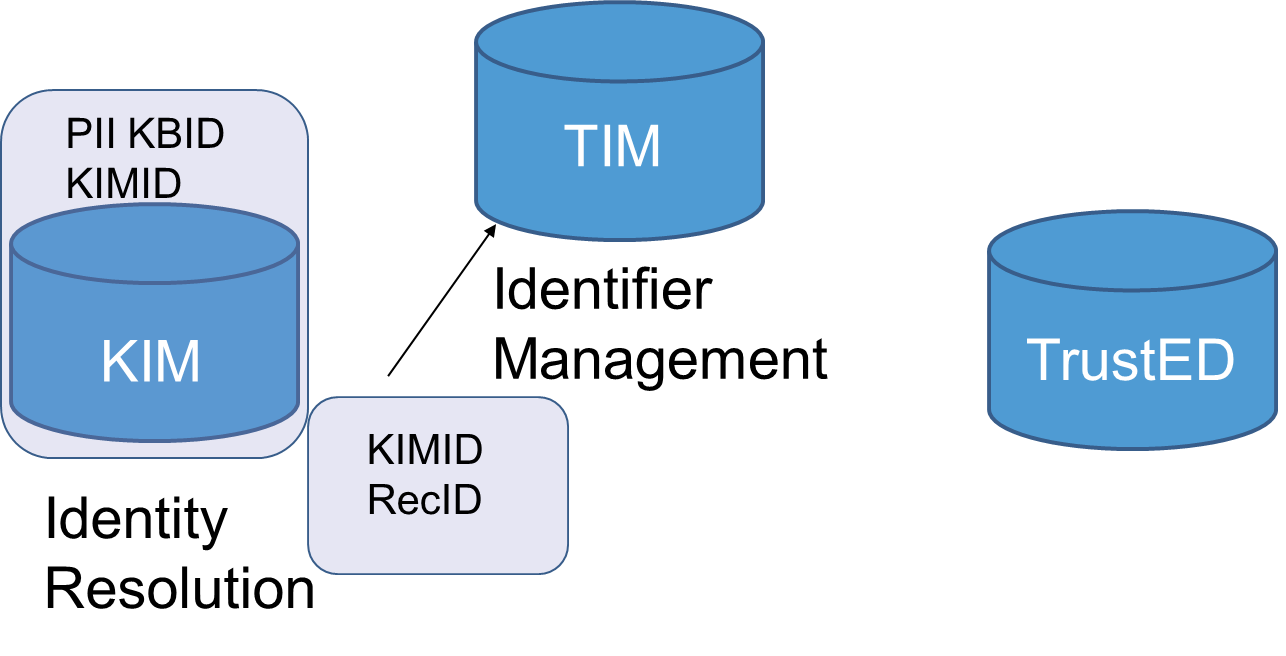 PII KBID
KIMID
KIM
Identity
Resolution
TIM
Identifier
Management
KIMID
RecID
TrustED